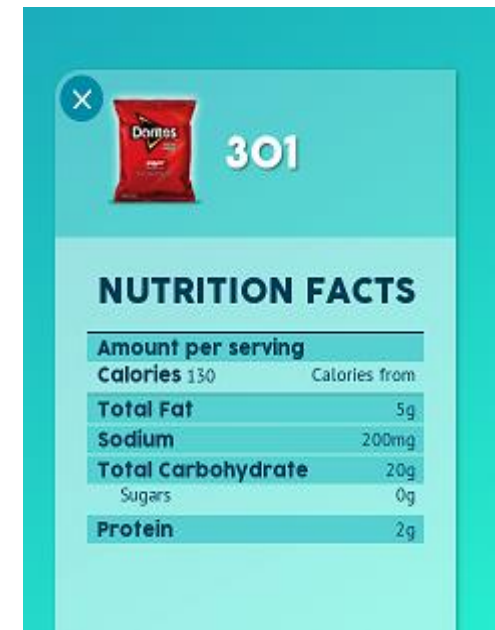 Doritos
301
NUTRITION FACTS
Amount per serving
Calories 130 Calories from
Total Fat 5g
Sodium 200mg
Total Carbohydrate 20g
Sugars 0g
Protein 2g